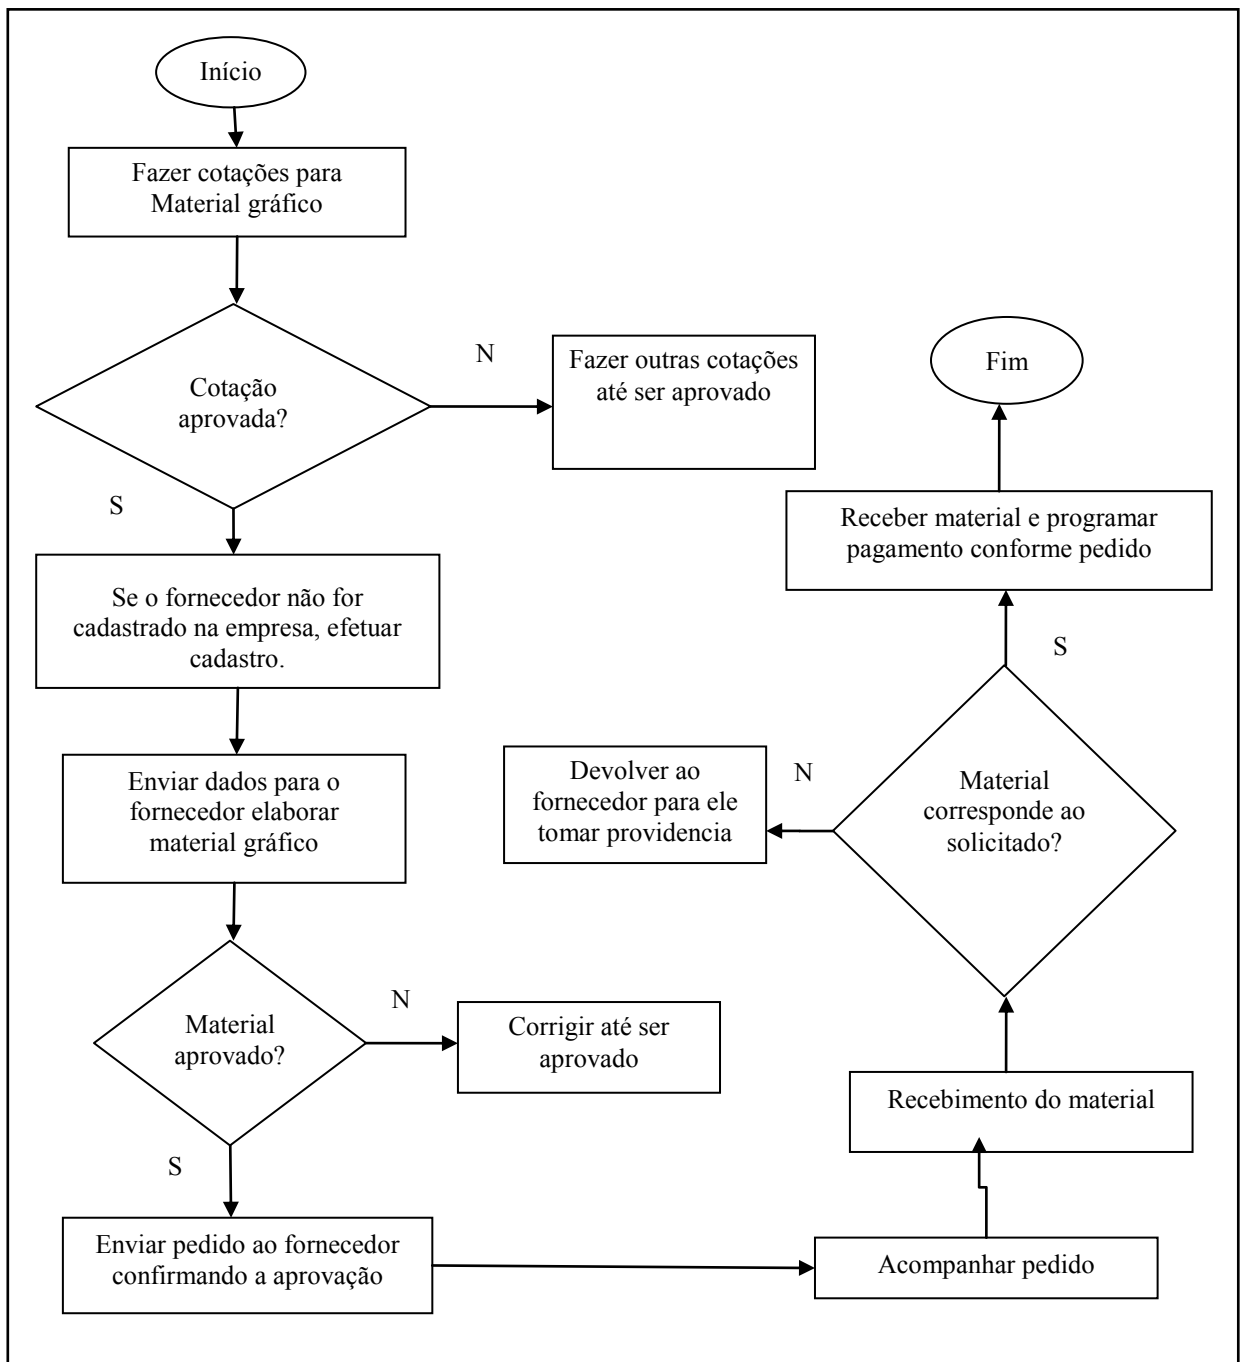 Início
Fazer cotações para
Material gráfico
Cotação
aprovada?
N
Fazer outras cotações
até ser aprovado
S
Se o fornecedor não for
cadastrado na empresa, efetuar
cadastro.
Enviar dados para o
fornecedor elaborar
material gráfico
Material
aprovado?
N
Corrigir até ser
aprovado
S
Enviar pedido ao fornecedor
confirmando a aprovação
Acompanhar pedido
Recebimento do material
Material
corresponde ao
solicitado?
N
Devolver ao
fornecedor para ele
tomar providencia
S
Receber material e programar
pagamento conforme pedido
Fim